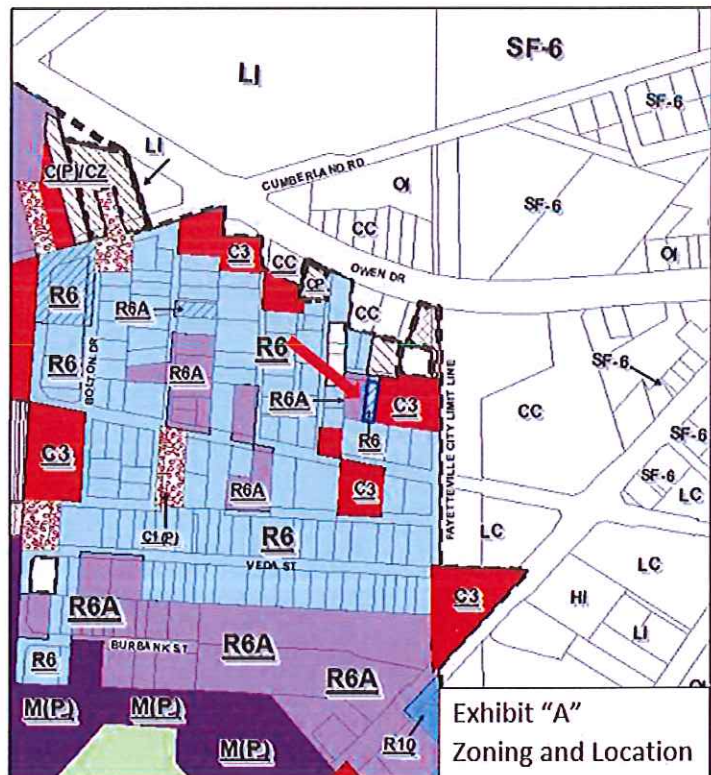 SF-6
LI
SF-6
LI
C(P)/CZ
CUMBERLAND RD
OI
SF-6
CC
OI
C3
CC
OWEN DR
CP
CC
R6
R6A
BOLTON DR
R6
R6
R6A
R6A
C3
SF-6
CC
FAYETTEVILLE CITY LIMIT LINE
R6
C3
SF-6
SF-6
LC
R6A
C3
C1(P)
R6
LC
VEDA ST
LC
C3
HI
LI
R6A
R6A
BURBANK ST
R6
R6A
M(P)
M(P)
M(P)
R10
OI
Exhibit “A”
Zoning and Location